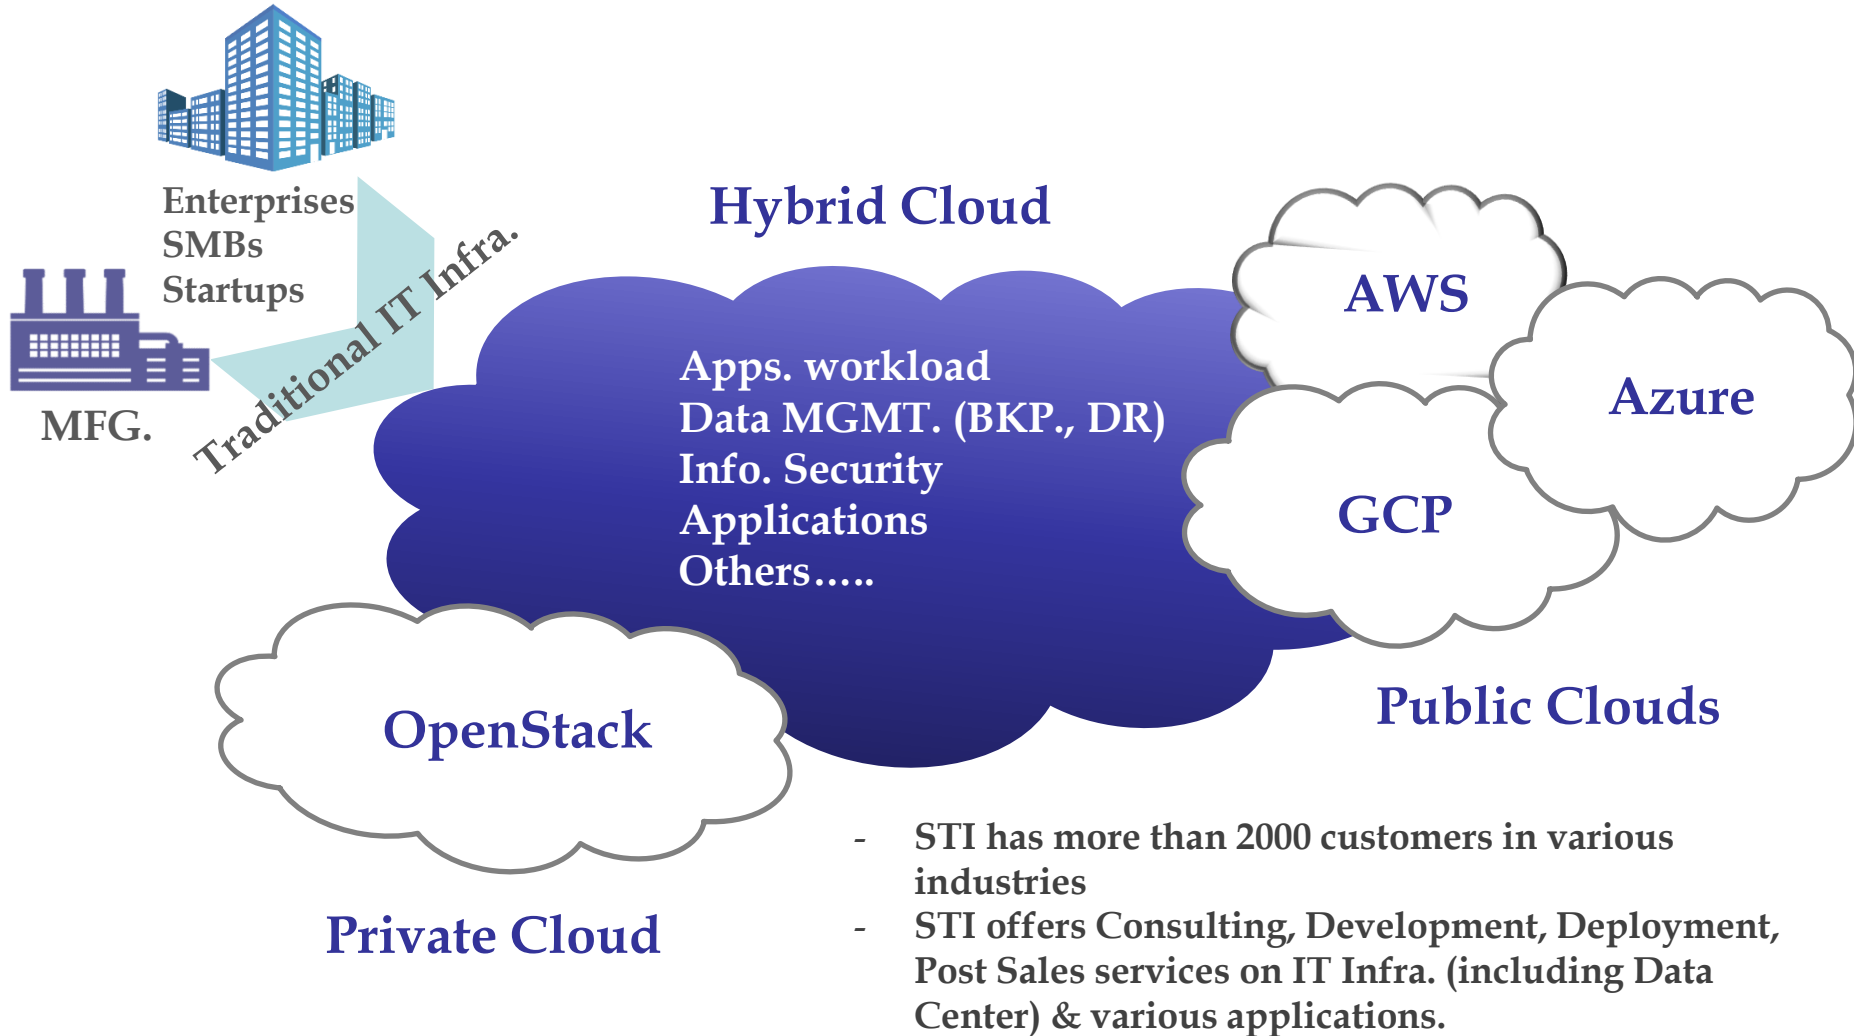 Enterprises
SMBs
Startups
MFG.
Traditional IT Infra.
Hybrid Cloud
Apps. workload
Data MGMT. (BKP., DR)
Info. Security
Applications
Others…..
AWS
Azure
GCP
Public Clouds
OpenStack
Private Cloud
- STI has more than 2000 customers in various
industries
- STI offers Consulting, Development, Deployment,
Post Sales services on IT Infra. (including Data
Center) & various applications.